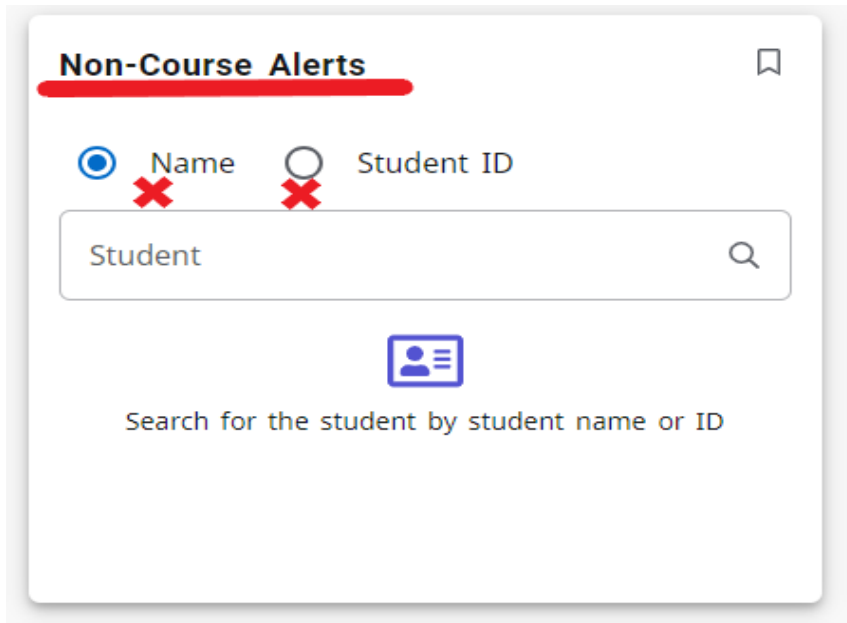 Non-Course Alerts
Name Student ID
Student
Search for the student by student name or ID